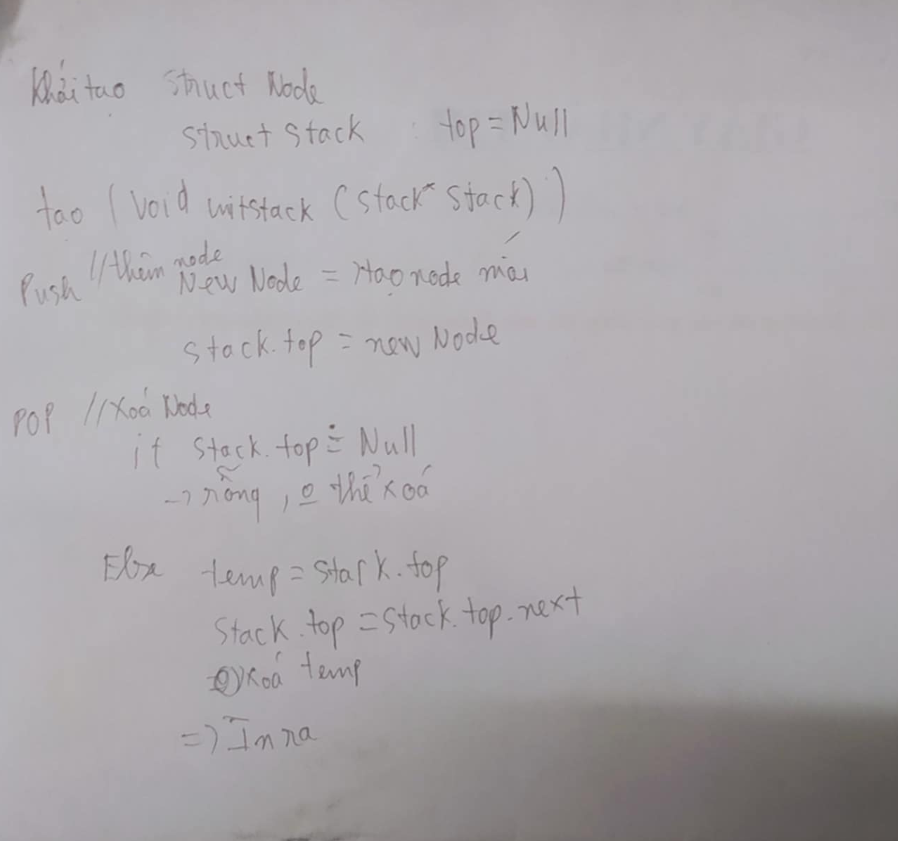 Khởi tạo Struct Node
Struct Stack : top = Null
tạo (Void initstack (stack* stack))
Push //thêm node
New Node = tạo node mới
stack.top = new Node
POP //Xoá Node
if Stack.top = Null
-> rỗng, o thể xoá
Else temp = Stack.top
Stack.top = Stack.top.next
xoá temp
=> In ra